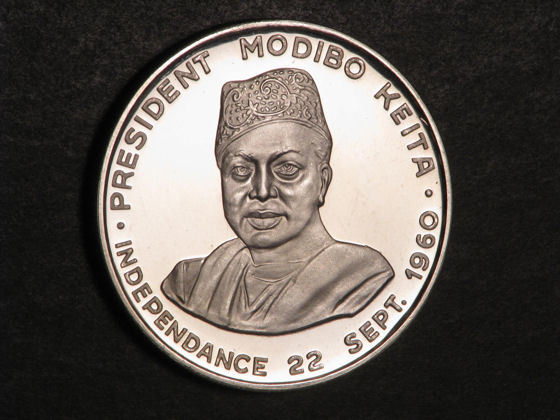 PRESIDENT MODIBO KEITA
INDEPENDANCE 22 SEPT. 1960